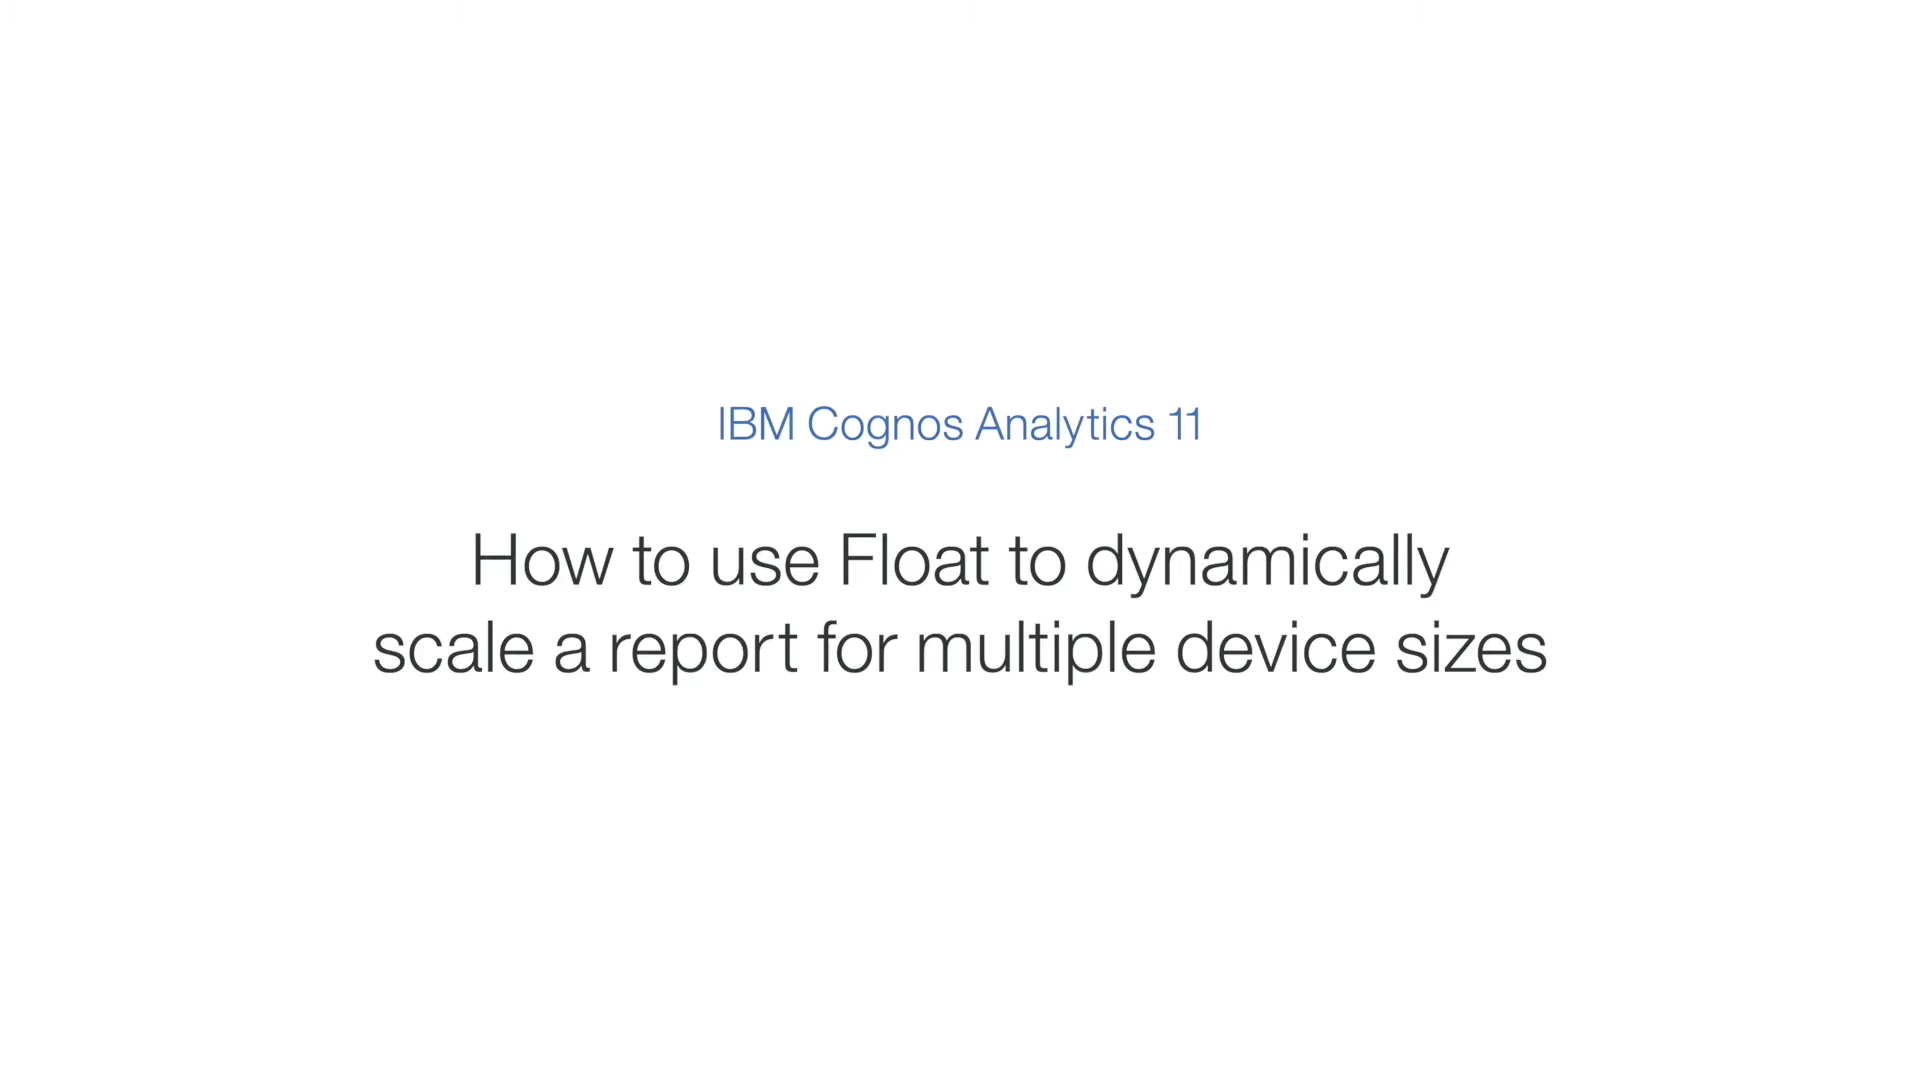 IBM Cognos Analytics 11
How to use Float to dynamically
scale a report for multiple device sizes